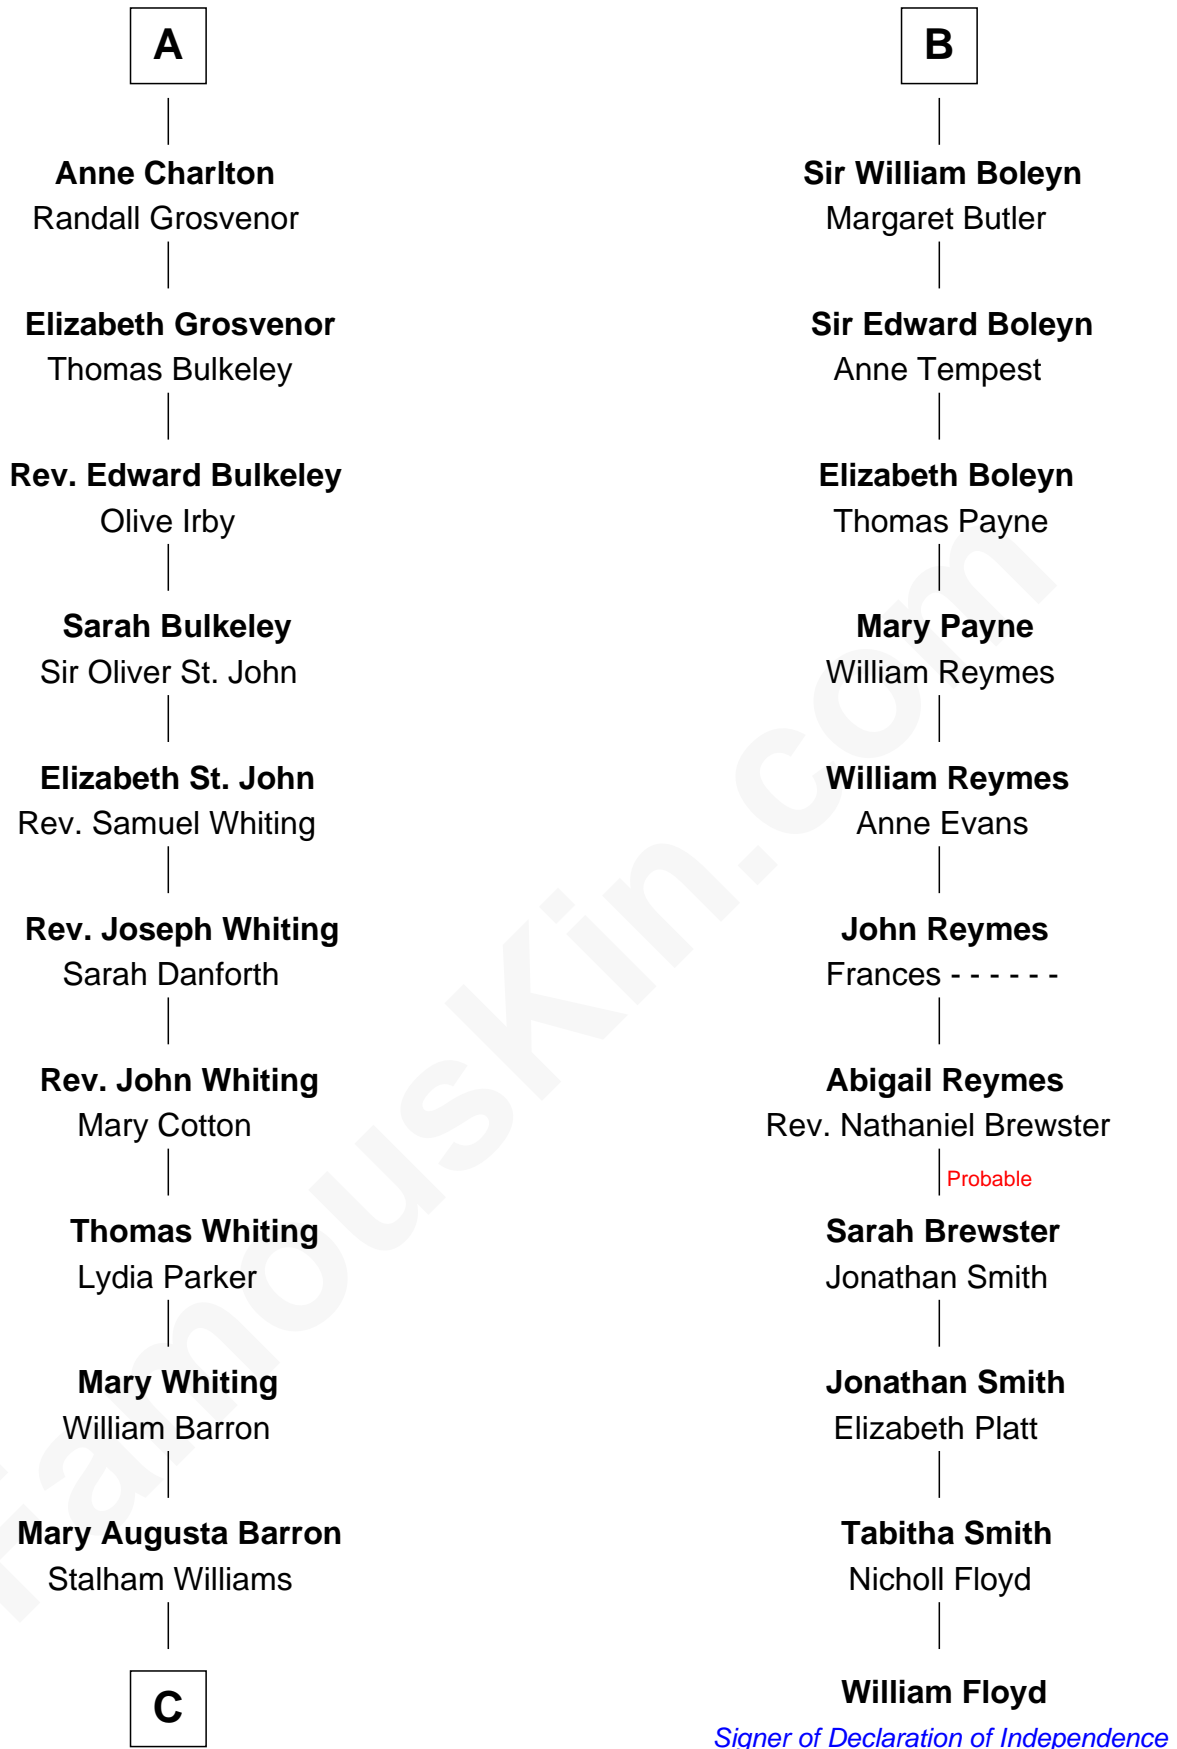 A
Anne Charlton
Randall Grosvenor
Elizabeth Grosvenor
Thomas Bulkeley
Rev. Edward Bulkeley
Olive Irby
Sarah Bulkeley
Sir Oliver St. John
Elizabeth St. John
Rev. Samuel Whiting
Rev. Joseph Whiting
Sarah Danforth
Rev. John Whiting
Mary Cotton
Thomas Whiting
Lydia Parker
Mary Whiting
William Barron
Mary Augusta Barron
Stalham Williams
C
B
Sir William Boleyn
Margaret Butler
Sir Edward Boleyn
Anne Tempest
Elizabeth Boleyn
Thomas Payne
Mary Payne
William Reymes
William Reymes
Anne Evans
John Reymes
Frances - - - - - -
Abigail Reymes
Rev. Nathaniel Brewster
Probable
Sarah Brewster
Jonathan Smith
Jonathan Smith
Elizabeth Platt
Tabitha Smith
Nicholl Floyd
William Floyd
Signer of Declaration of Independence
FamousKin.com